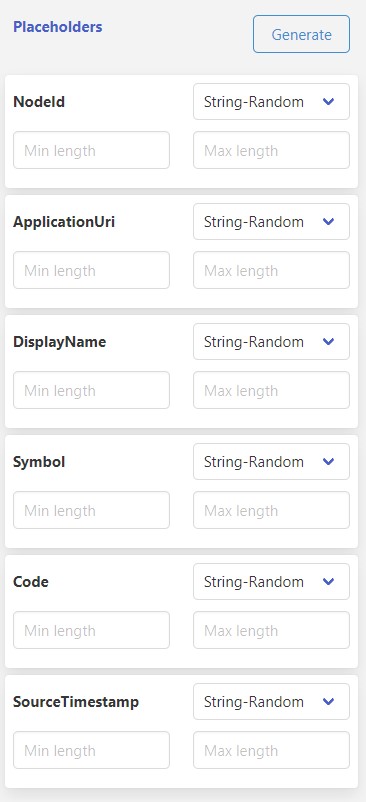 Placeholders
Generate
NodeId
String-Random
Min length
Max length
ApplicationUri
String-Random
Min length
Max length
DisplayName
String-Random
Min length
Max length
Symbol
String-Random
Min length
Max length
Code
String-Random
Min length
Max length
SourceTimestamp
String-Random
Min length
Max length